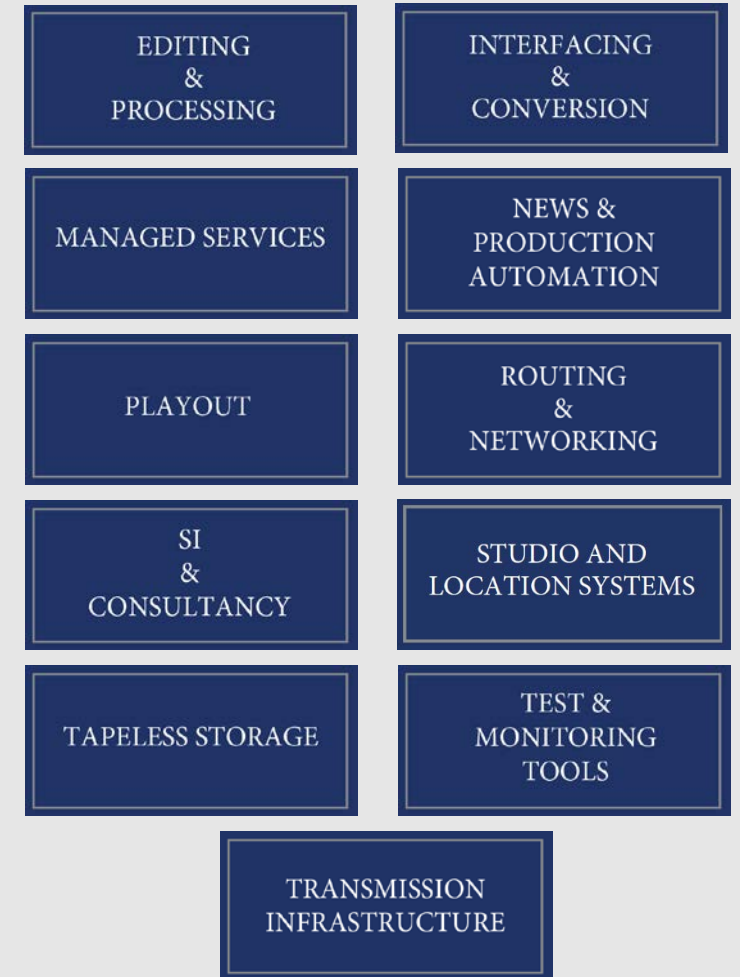 EDITING
&
PROCESSING
INTERFACING
&
CONVERSION
MANAGED SERVICES
NEWS &
PRODUCTION
AUTOMATION
PLAYOUT
ROUTING
&
NETWORKING
SI
&
CONSULTANCY
STUDIO AND
LOCATION SYSTEMS
TAPELESS STORAGE
TEST &
MONITORING
TOOLS
TRANSMISSION
INFRASTRUCTURE